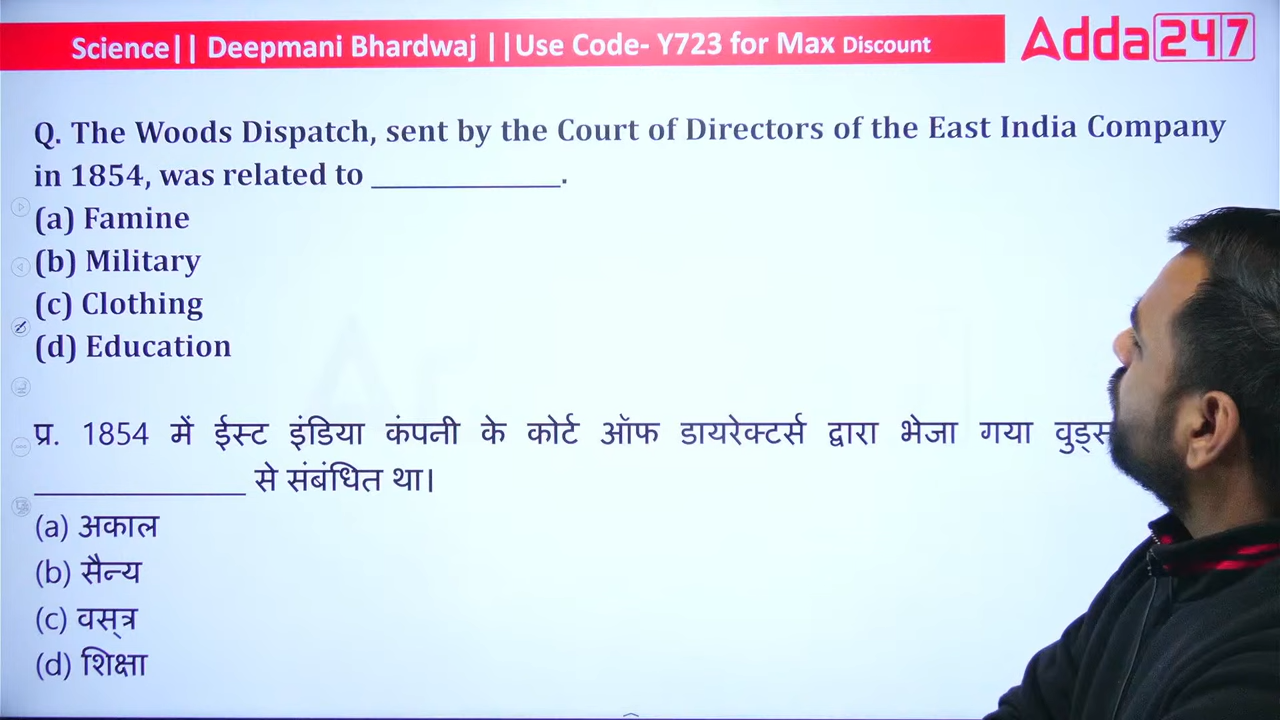 Science|| Deepmani Bhardwaj ||Use Code- Y723 for Max Discount
Adda247
Q. The Woods Dispatch, sent by the Court of Directors of the East India Company
in 1854, was related to _____________.
(a) Famine
(b) Military
(c) Clothing
(d) Education
प्र. 1854 में ईस्ट इंडिया कंपनी के कोर्ट ऑफ डायरेक्टर्स द्वारा भेजा गया
_____________ से संबंधित था।
(a) अकाल
(b) सैन्य
(c) वस्त्र
(d) शिक्षा